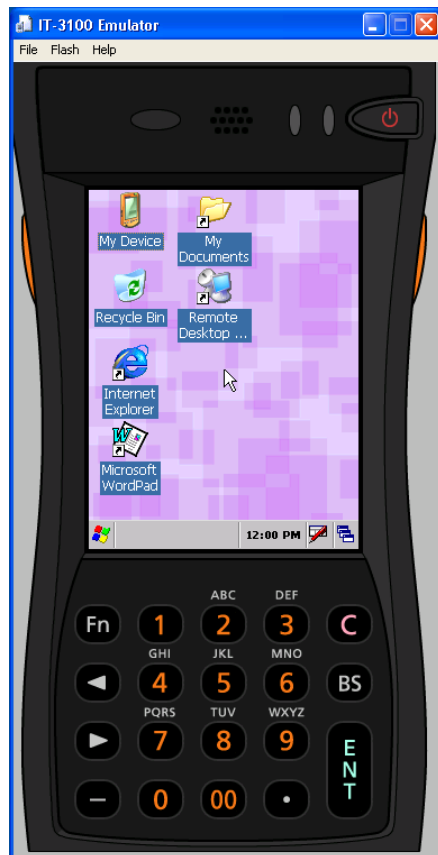 IT-3100 Emulator
File Flash Help
My Device
My Documents
Recycle Bin
Remote Desktop ...
Internet Explorer
Microsoft WordPad
12:00 PM
ABC DEF
Fn 1 2 3 C
GHI JKL MNO
4 5 6 BS
PQRS TUV WXYZ
7 8 9
ENT
− 0 00 •